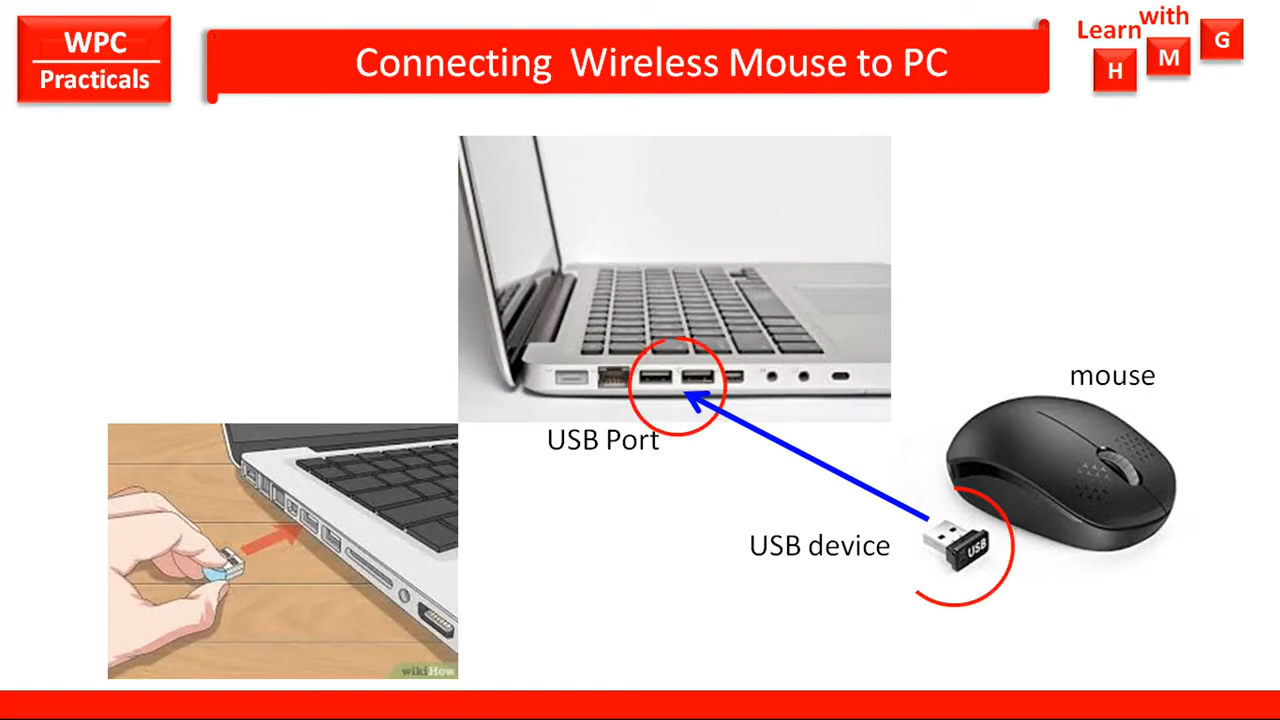 WPC
Practicals
Connecting Wireless Mouse to PC
Learn with
H M G
mouse
USB Port
USB device
USB
wikiHow